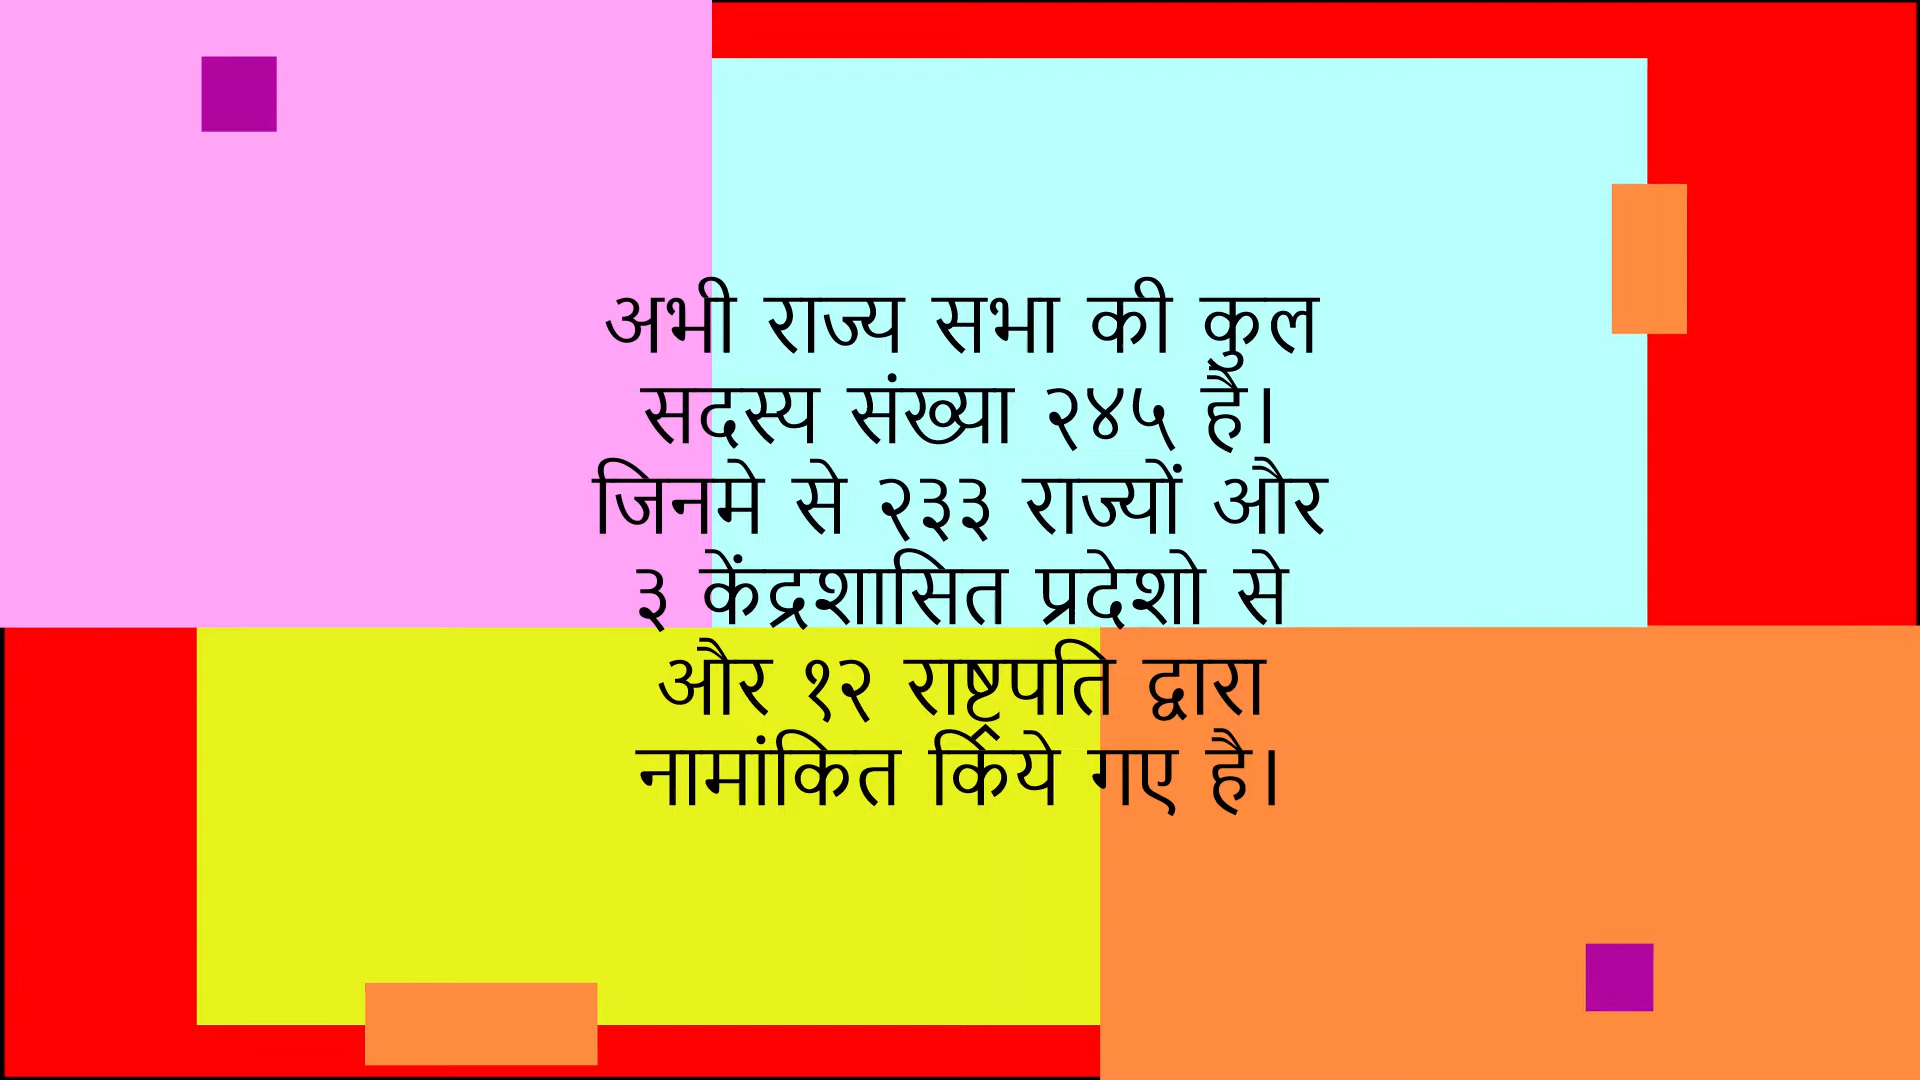 अभी राज्य सभा की कुल
सदस्य संख्या २४५ है।
जिनमे से २३३ राज्यों और
३ केंद्रशासित प्रदेशो से
और १२ राष्ट्रपति द्वारा
नामांकित किये गए है।